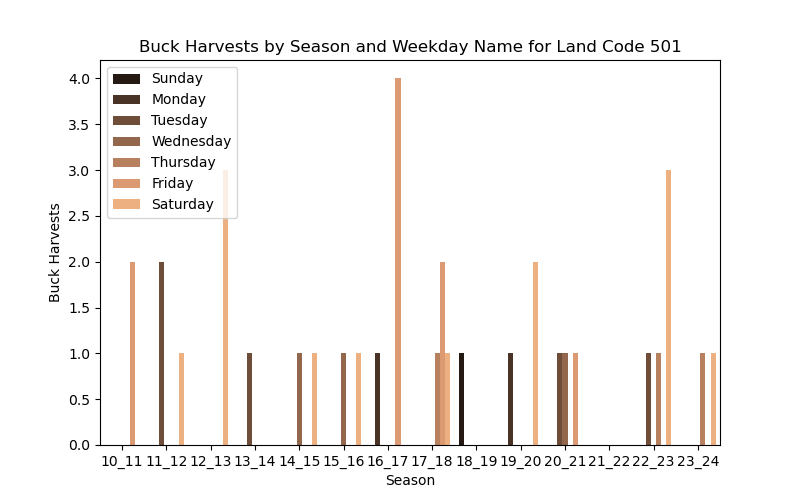 Buck Harvests by Season and Weekday Name for Land Code 501
Sunday
Monday
Tuesday
Wednesday
Thursday
Friday
Saturday
4.0
3.5
3.0
2.5
2.0
1.5
1.0
0.5
0.0
Buck Harvests
10_11 11_12 12_13 13_14 14_15 15_16 16_17 17_18 18_19 19_20 20_21 21_22 22_23 23_24
Season